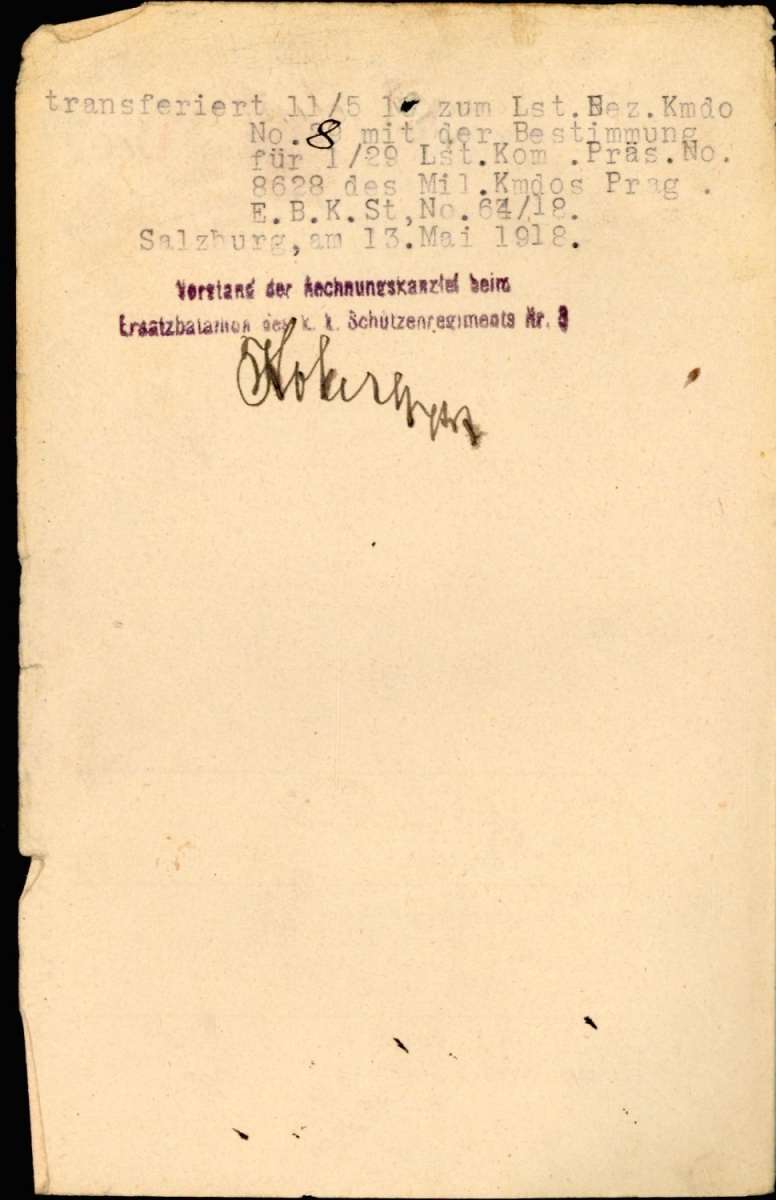 transferiert 11/5 18 zum Lst.Bez.Kmdo
No. 8 mit der Bestimmung
für 1/29 Lst.Kom .Präs.No.
8628 des Mil.Kmdos Prag .
E.B.K.St,No.64/18.
Salzburg,am 13.Mai 1918.
Vorstand der Rechnungskanzlei beim
Ersatzbataillon des k. k. Schützenregiments Nr. 8